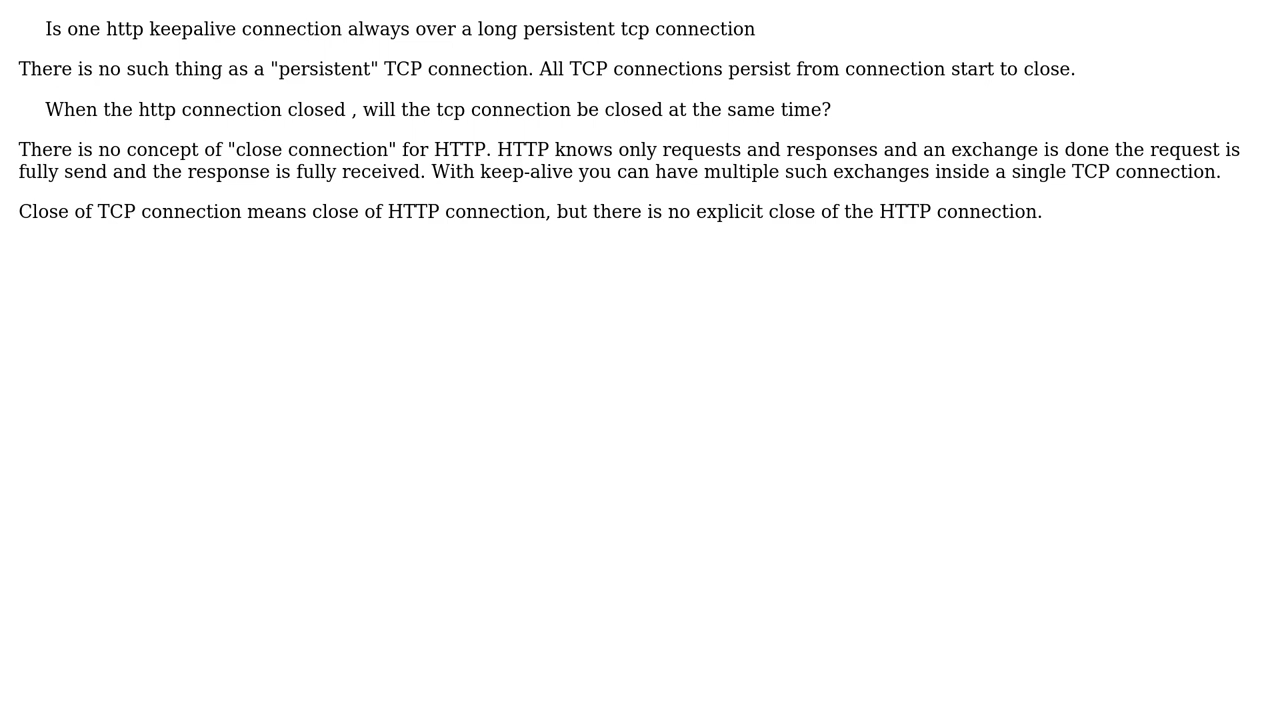 Is one http keepalive connection always over a long persistent tcp connection
There is no such thing as a "persistent" TCP connection. All TCP connections persist from connection start to close.
When the http connection closed , will the tcp connection be closed at the same time?
There is no concept of "close connection" for HTTP. HTTP knows only requests and responses and an exchange is done the request is
fully send and the response is fully received. With keep-alive you can have multiple such exchanges inside a single TCP connection.
Close of TCP connection means close of HTTP connection, but there is no explicit close of the HTTP connection.